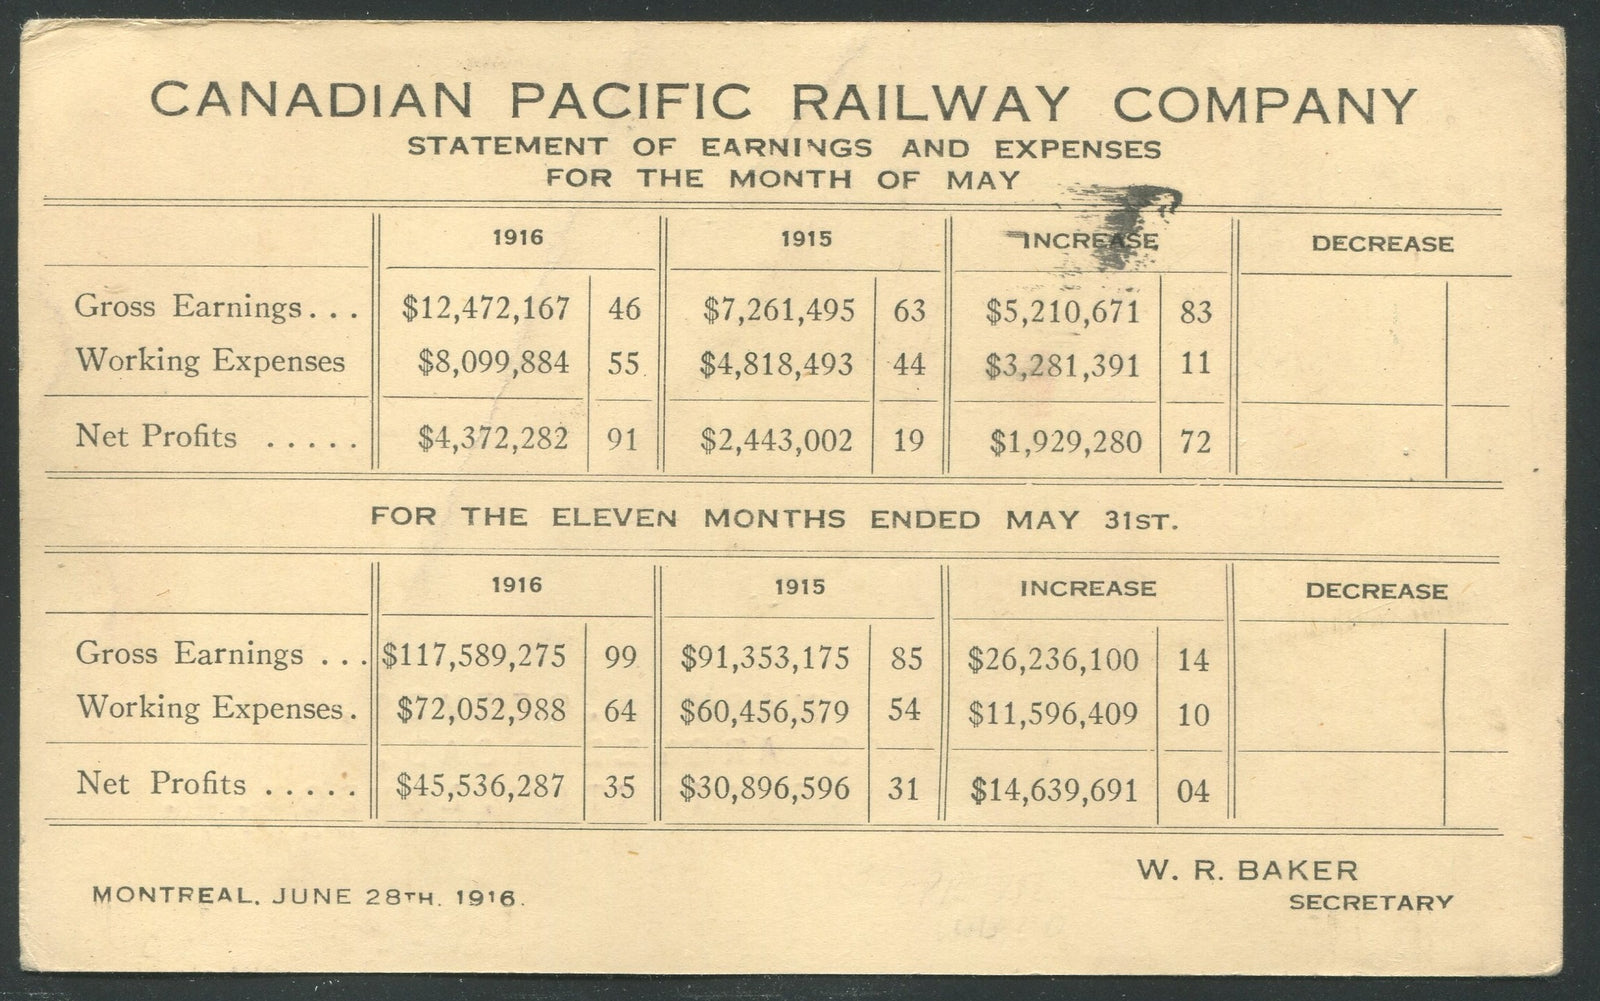 CANADIAN PACIFIC RAILWAY COMPANY
STATEMENT OF EARNINGS AND EXPENSES
FOR THE MONTH OF MAY
1916 1915 INCREASE DECREASE
Gross Earnings... $12,472,167 46 $7,261,495 63 $5,210,671 83
Working Expenses $8,099,884 55 $4,818,493 44 $3,281,391 11
Net Profits ..... $4,372,282 91 $2,443,002 19 $1,929,280 72
FOR THE ELEVEN MONTHS ENDED MAY 31ST.
1916 1915 INCREASE DECREASE
Gross Earnings ... $117,589,275 99 $91,353,175 85 $26,236,100 14
Working Expenses. $72,052,988 64 $60,456,579 54 $11,596,409 10
Net Profits ..... $45,536,287 35 $30,896,596 31 $14,639,691 04
W. R. BAKER
SECRETARY
MONTREAL, JUNE 28TH. 1916.